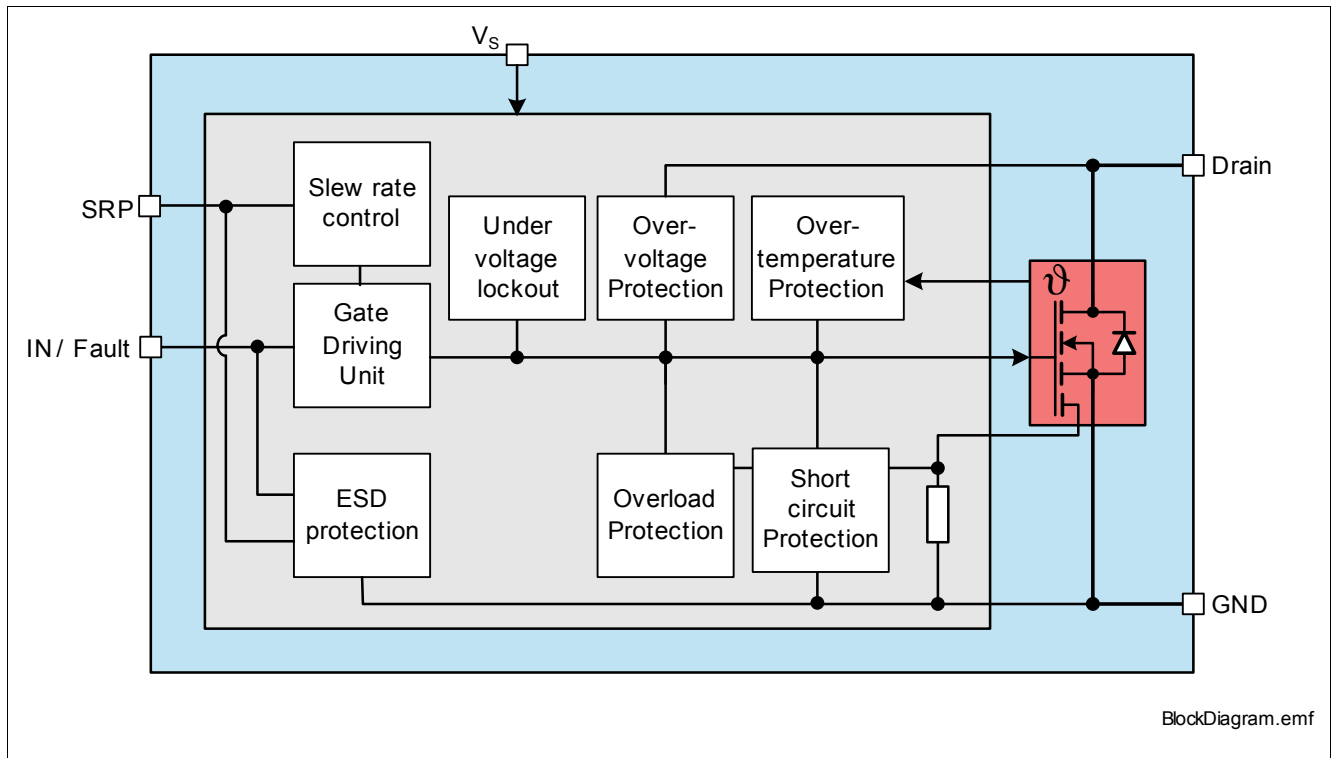 V_S
SRP
IN / Fault
Slew rate
control
Gate
Driving
Unit
ESD
protection
Under
voltage
lockout
Over-
voltage
Protection
Over-
temperature
Protection
Overload
Protection
Short
circuit
Protection
ϑ
Drain
GND
BlockDiagram.emf